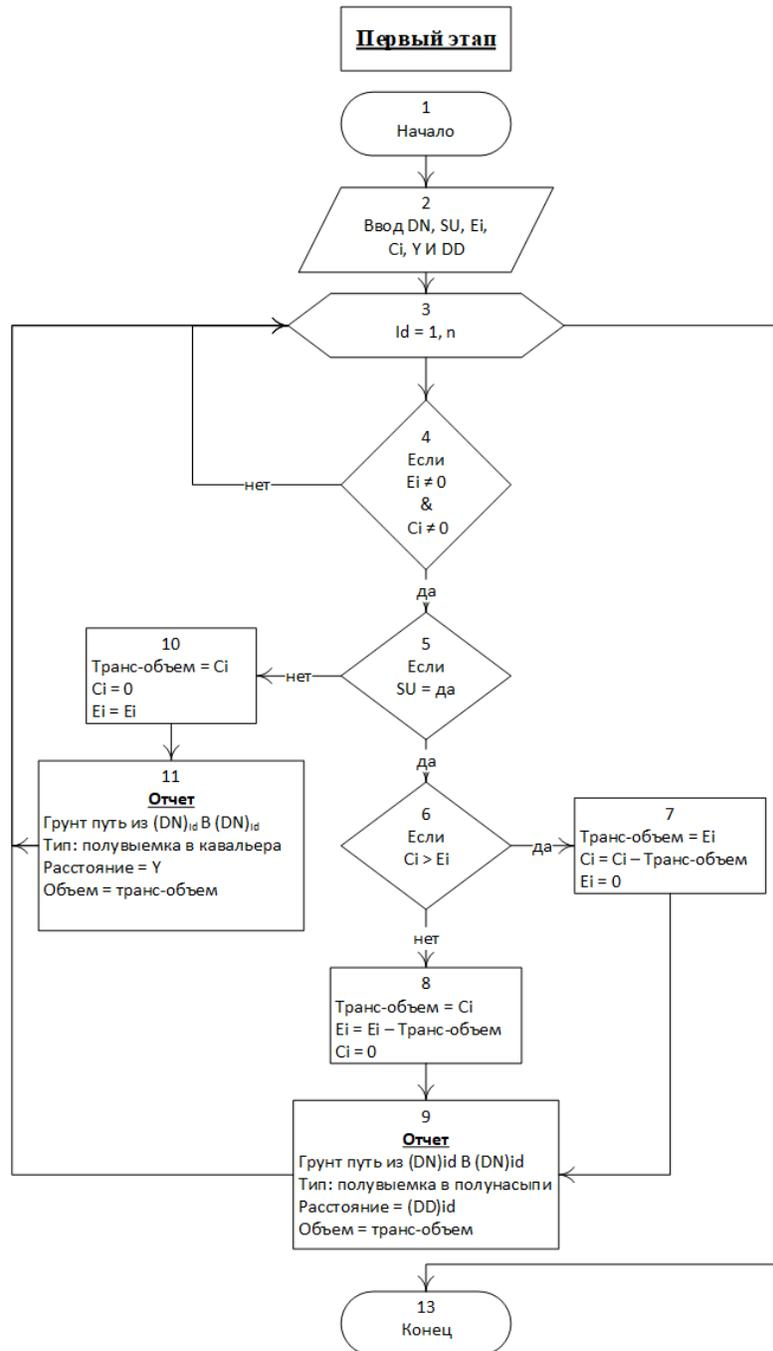 Первый этап
1
Начало
2
Ввод DN, SU, Ei,
Ci, Y И DD
3
Id = 1, n
4
Если
Ei ≠ 0
&
Ci ≠ 0
нет
да
5
Если
SU = да
нет
10
Транс-объем = Ci
Ci = 0
Ei = Ei
11
Отчет
Грунт путь из (DN)id В (DN)id
Тип: полувыемка в кавальера
Расстояние = Y
Объем = транс-объем
да
6
Если
Ci > Ei
да
7
Транс-объем = Ei
Ci = Ci – Транс-объем
Ei = 0
нет
8
Транс-объем = Ci
Ei = Ei – Транс-объем
Ci = 0
9
Отчет
Грунт путь из (DN)id В (DN)id
Тип: полувыемка в полунасыпи
Расстояние = (DD)id
Объем = транс-объем
13
Конец